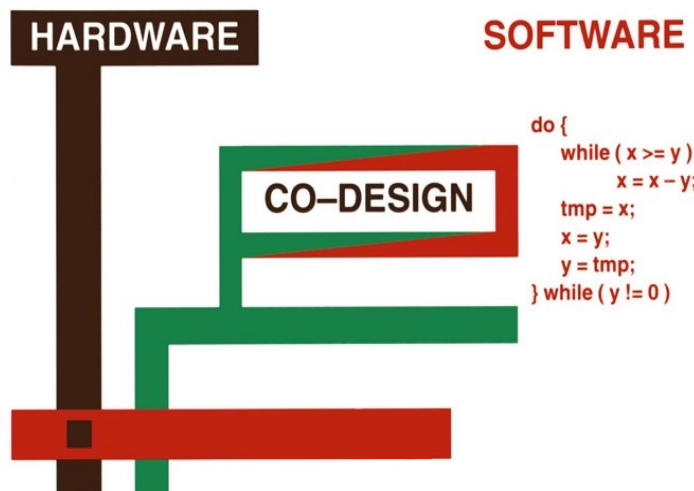 HARDWARE
SOFTWARE
CO–DESIGN
do {
while ( x >= y )
x = x – y;
tmp = x;
x = y;
y = tmp;
} while ( y != 0 )